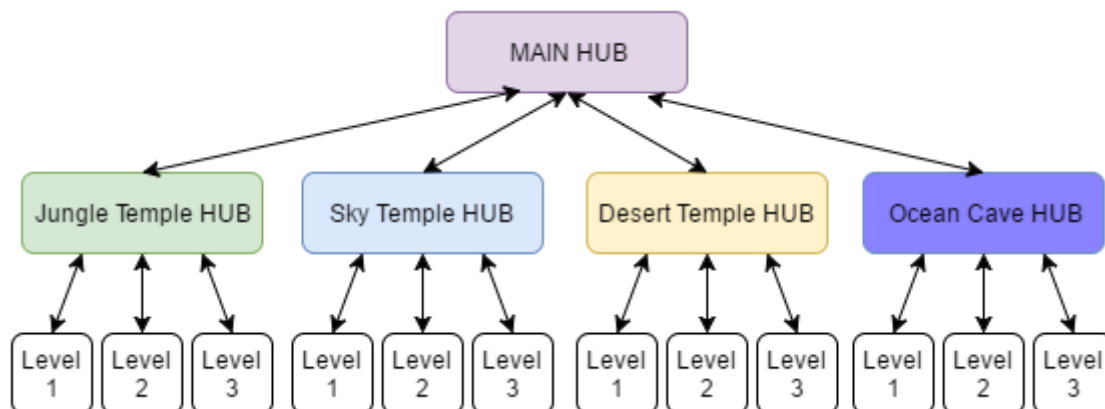 MAIN HUB
Jungle Temple HUB
Sky Temple HUB
Desert Temple HUB
Ocean Cave HUB
Level
1
Level
2
Level
3
Level
1
Level
2
Level
3
Level
1
Level
2
Level
3
Level
1
Level
2
Level
3